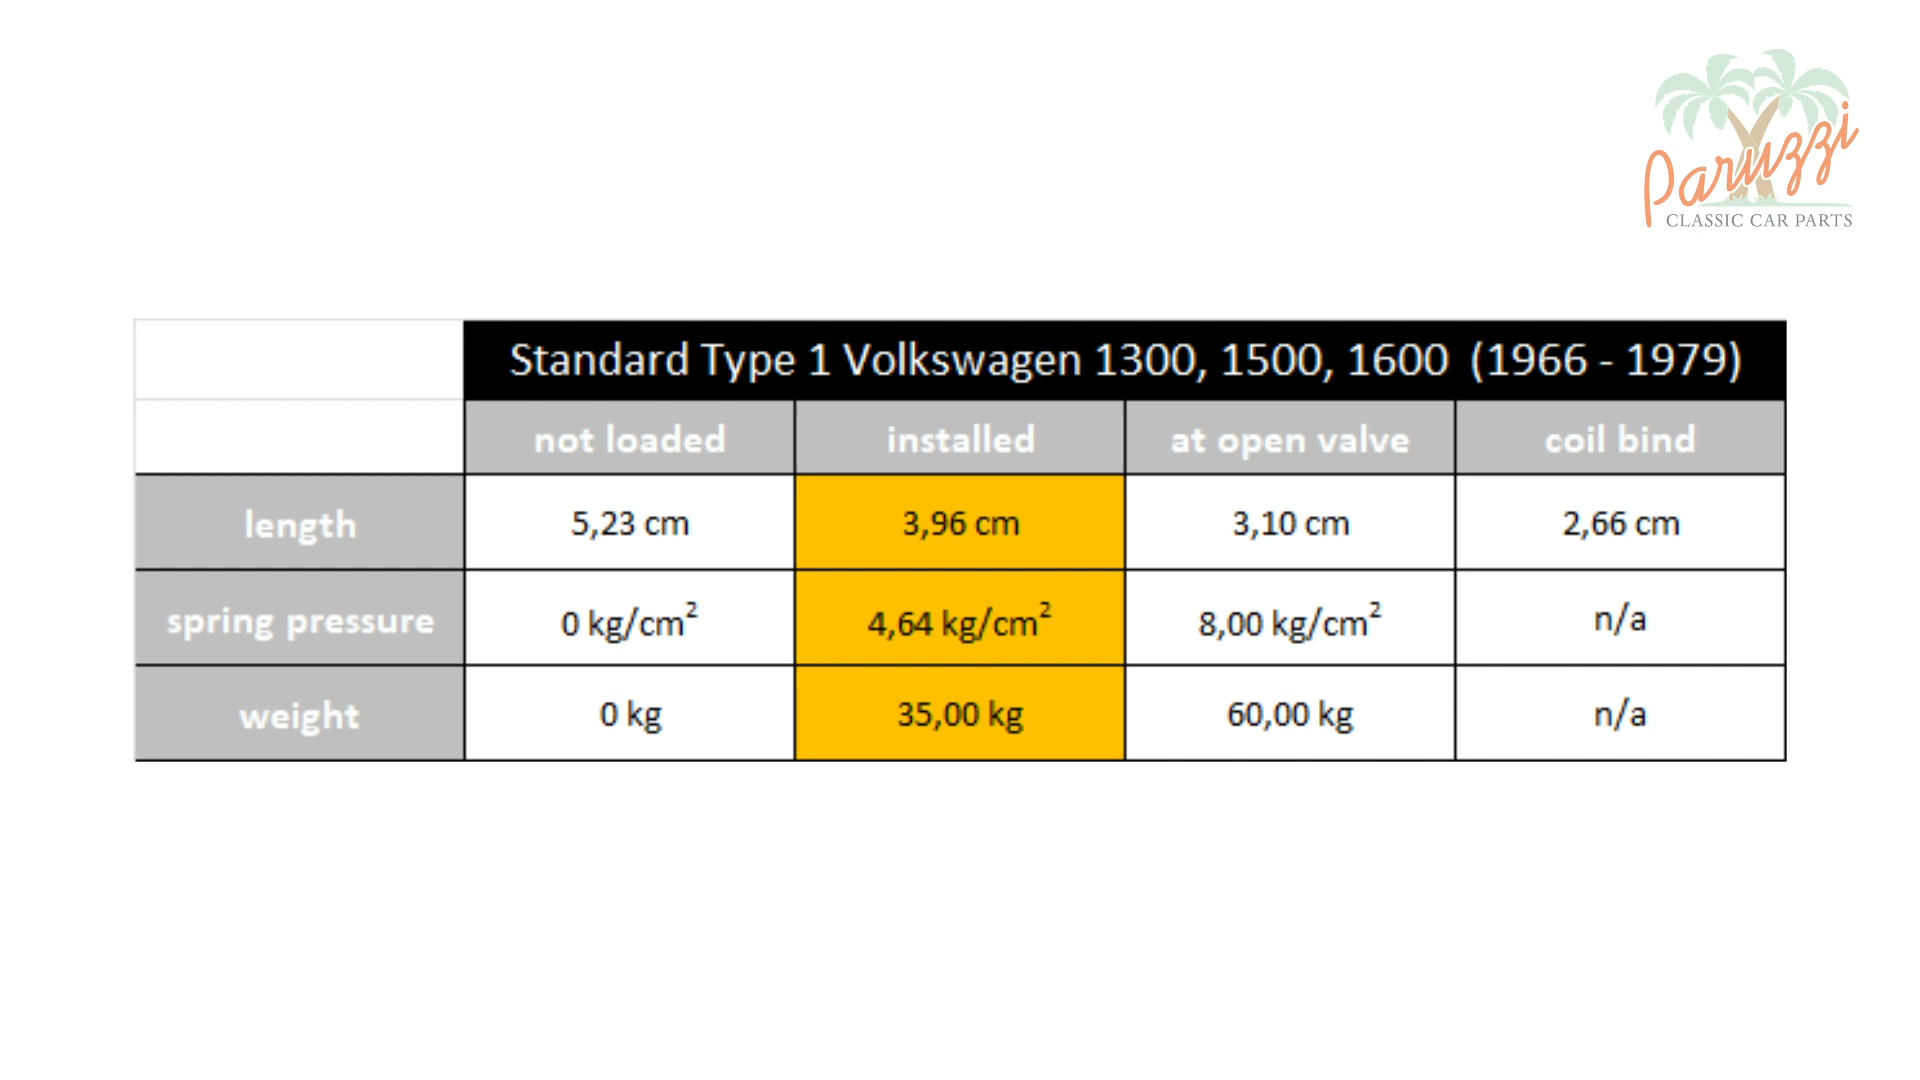 Paruzzi
CLASSIC CAR PARTS
Standard Type 1 Volkswagen 1300, 1500, 1600 (1966 - 1979)
not loaded installed at open valve coil bind
length 5,23 cm 3,96 cm 3,10 cm 2,66 cm
spring pressure 0 kg/cm² 4,64 kg/cm² 8,00 kg/cm² n/a
weight 0 kg 35,00 kg 60,00 kg n/a